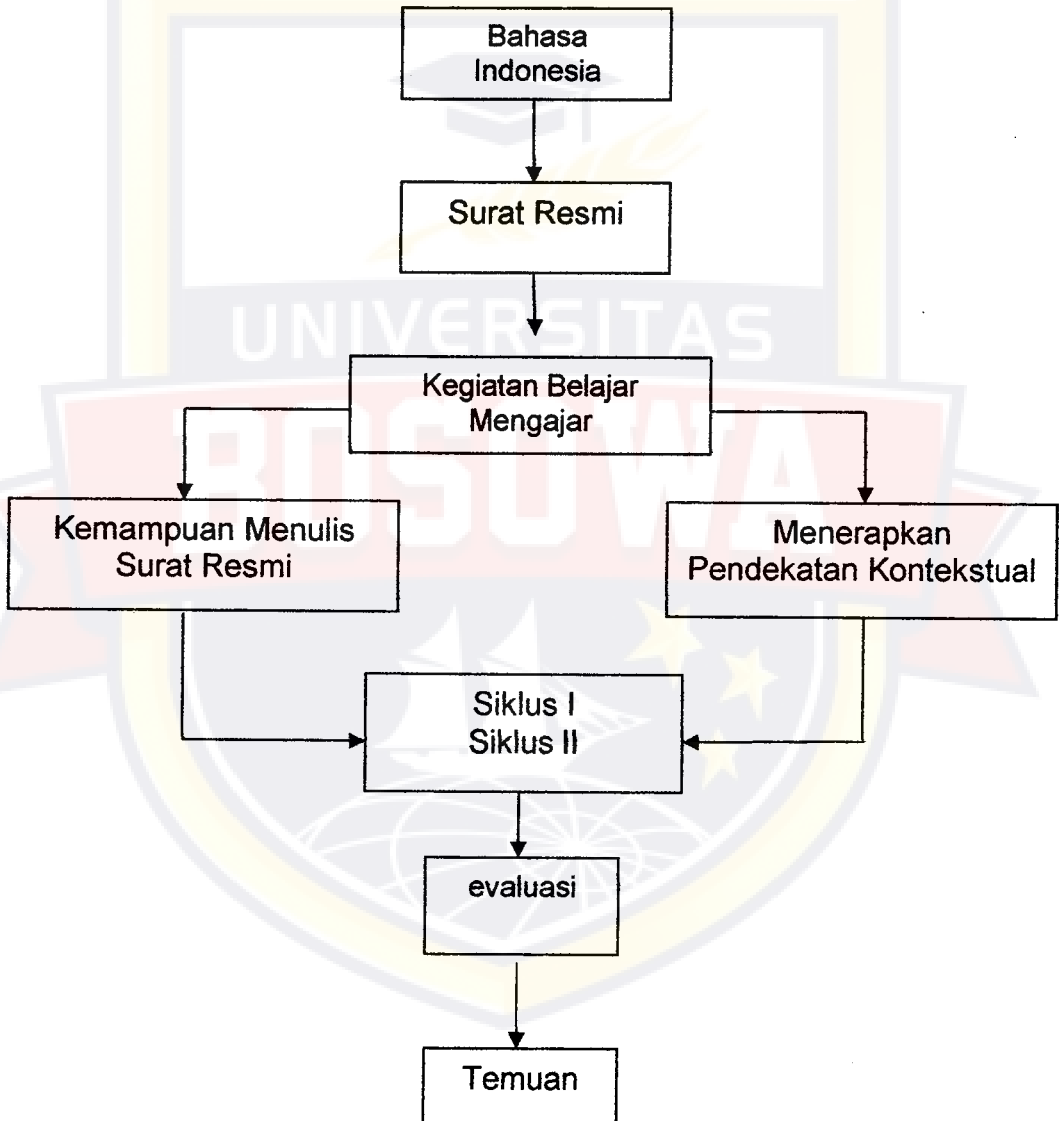 Bahasa
Indonesia
Surat Resmi
UNIVERSITAS
Kegiatan Belajar
Mengajar
BOSOWA
Kemampuan Menulis
Surat Resmi
Menerapkan
Pendekatan Kontekstual
Siklus I
Siklus II
evaluasi
Temuan